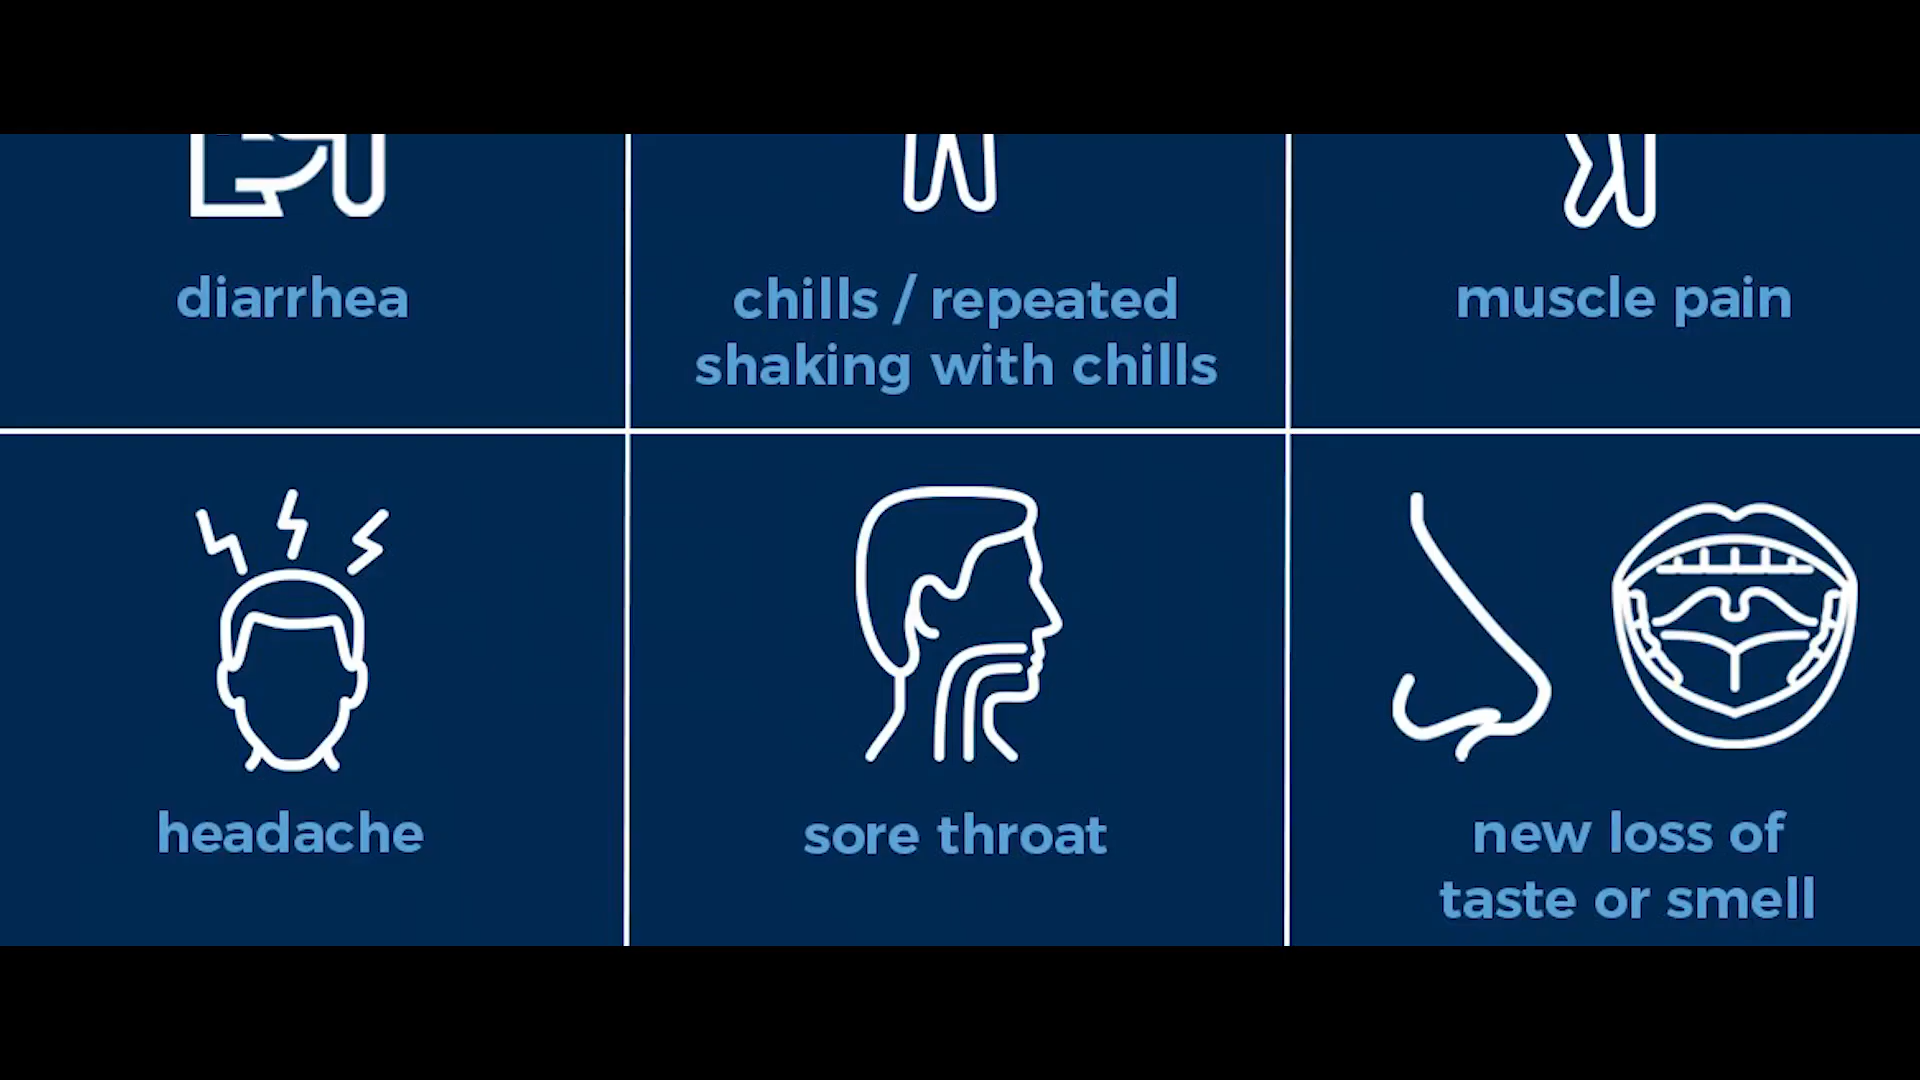 diarrhea
chills / repeated
shaking with chills
muscle pain
headache
sore throat
new loss of
taste or smell